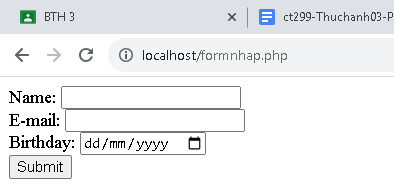 BTH 3
ct299-Thuchanh03-P
localhost/formnhap.php
Name:
E-mail:
Birthday: dd/mm/yyyy
Submit